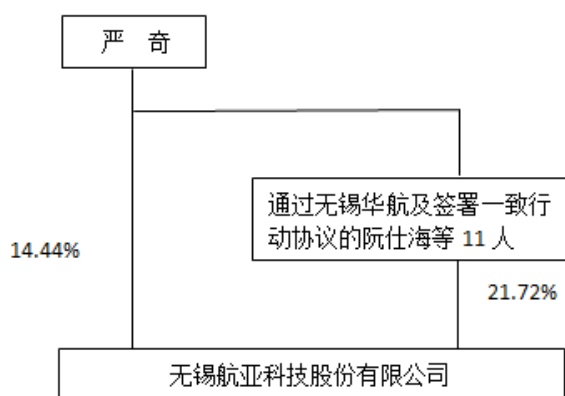 严 奇
通过无锡华航及签署一致行
动协议的阮仕海等 11 人
14.44%
21.72%
无锡航亚科技股份有限公司